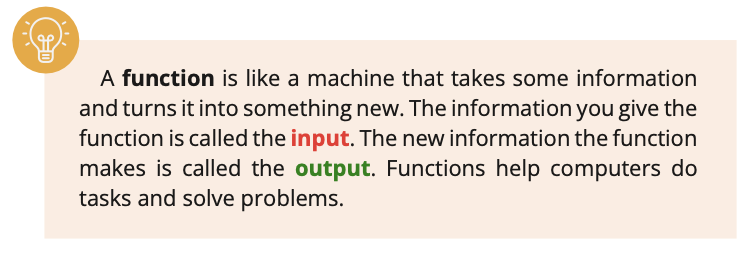 A function is like a machine that takes some information
and turns it into something new. The information you give the
function is called the input. The new information the function
makes is called the output. Functions help computers do
tasks and solve problems.